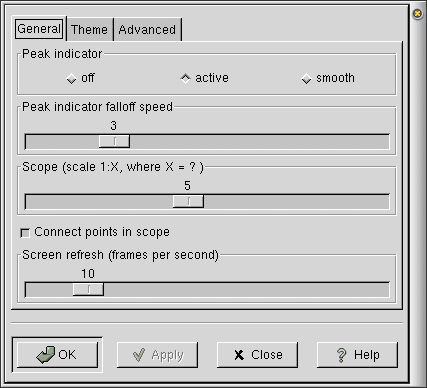 General Theme Advanced
Peak indicator
off active smooth
Peak indicator falloff speed
3
Scope (scale 1:X, where X = ? )
5
Connect points in scope
Screen refresh (frames per second)
10
OK Apply Close Help